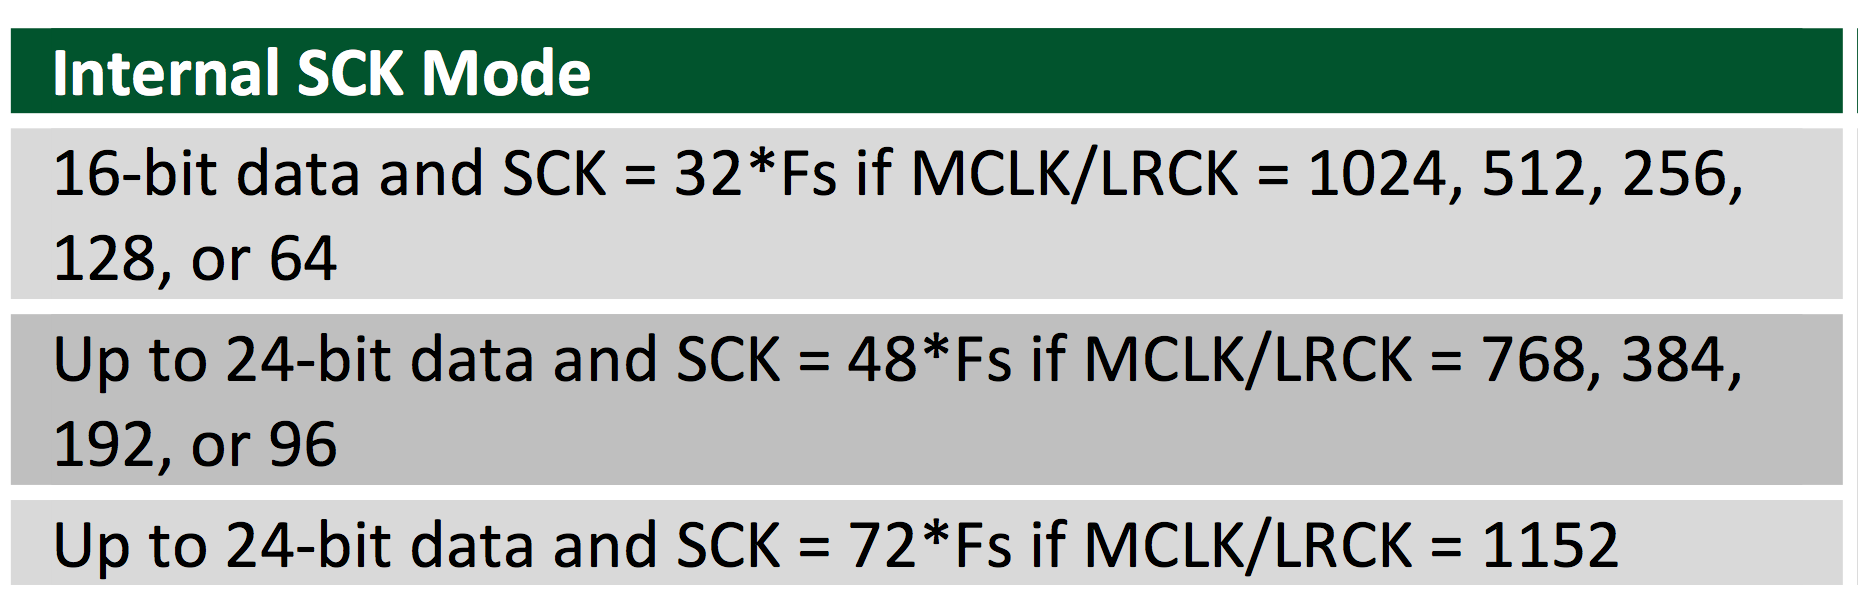 Internal SCK Mode
16-bit data and SCK = 32*Fs if MCLK/LRCK = 1024, 512, 256,
128, or 64
Up to 24-bit data and SCK = 48*Fs if MCLK/LRCK = 768, 384,
192, or 96
Up to 24-bit data and SCK = 72*Fs if MCLK/LRCK = 1152